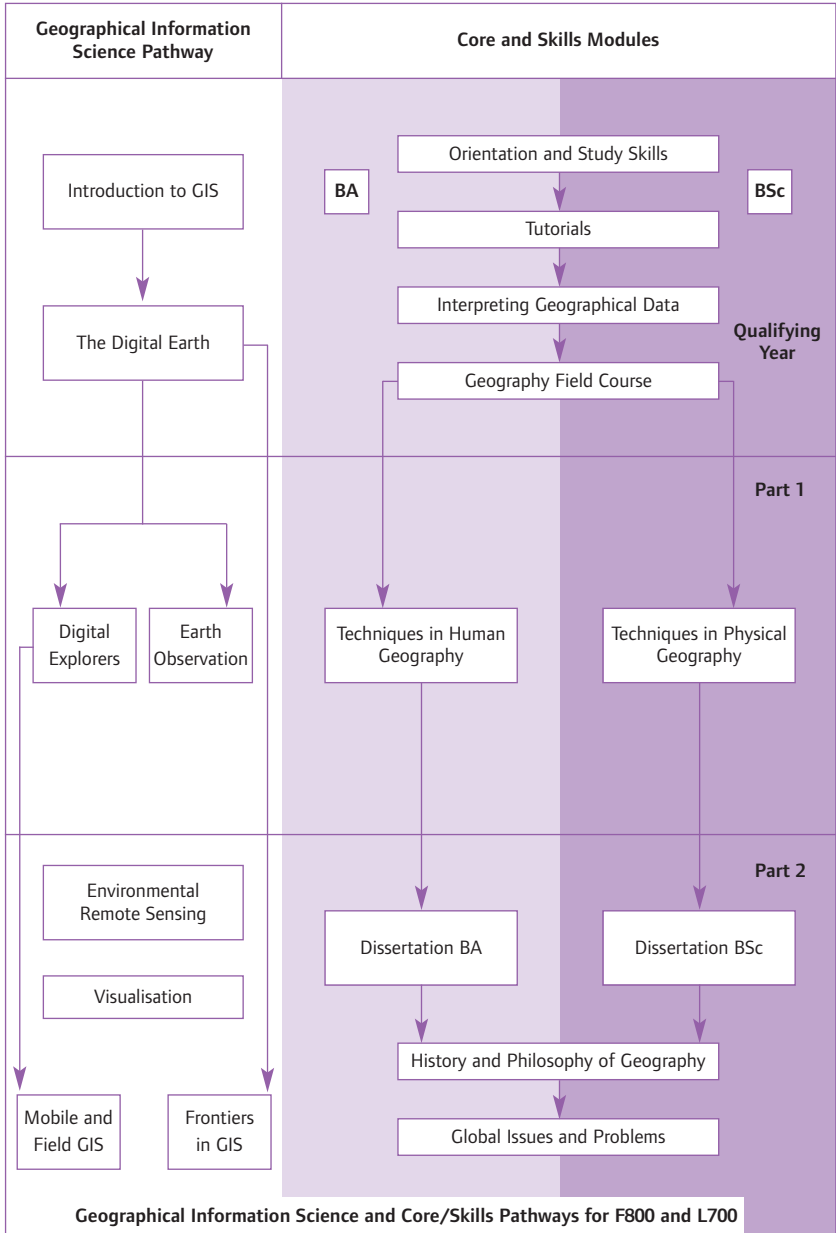 Geographical Information
Science Pathway
Core and Skills Modules
Introduction to GIS
The Digital Earth
BA
BSc
Orientation and Study Skills
Tutorials
Interpreting Geographical Data
Geography Field Course
Qualifying
Year
Part 1
Digital
Explorers
Earth
Observation
Techniques in Human
Geography
Techniques in Physical
Geography
Part 2
Environmental
Remote Sensing
Visualisation
Mobile and
Field GIS
Frontiers
in GIS
Dissertation BA
Dissertation BSc
History and Philosophy of Geography
Global Issues and Problems
Geographical Information Science and Core/Skills Pathways for F800 and L700